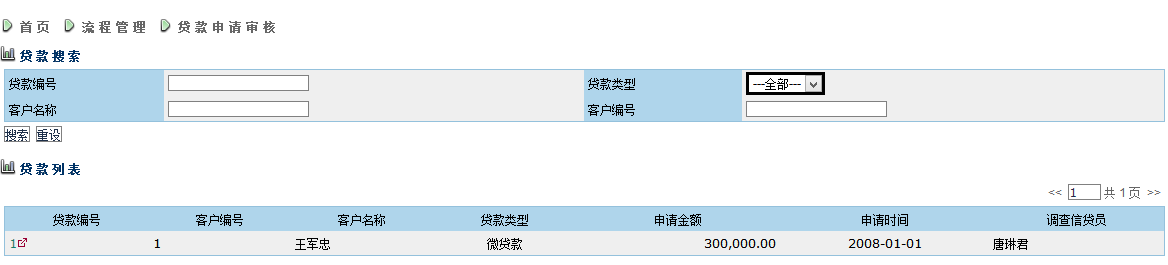 首页 流程管理 贷款申请审核
贷款搜索
贷款编号 贷款类型 ---全部---
客户名称 客户编号
搜索 重设
贷款列表
<< 1 共 1 页 >>
贷款编号 客户编号 客户名称 贷款类型 申请金额 申请时间 调查信贷员
1 1 王军忠 微贷款 300,000.00 2008-01-01 唐琳君